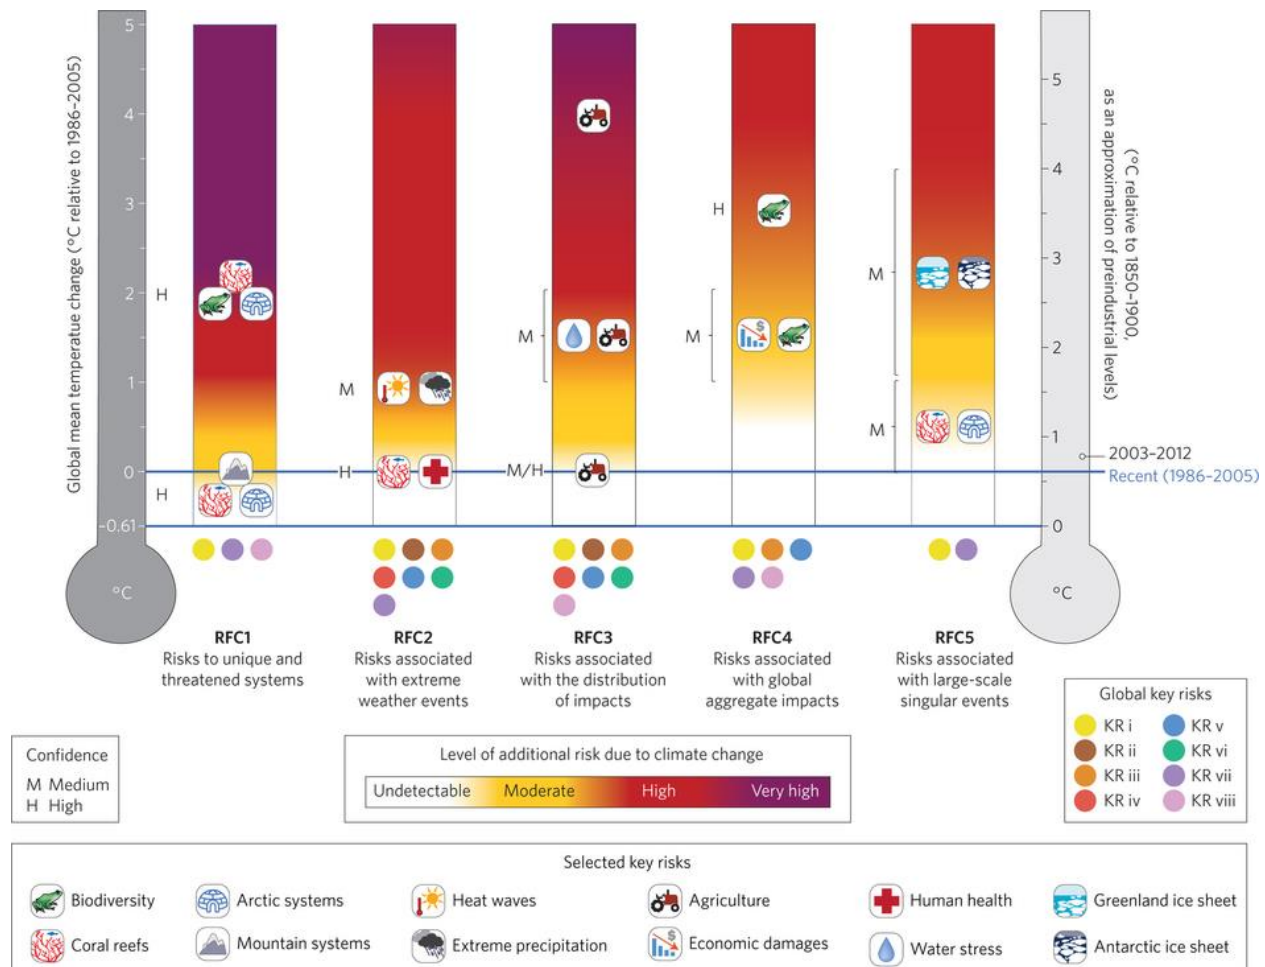 Global mean temperatue change (°C relative to 1986–2005)
5
4
3
2
1
0
-0.61
°C
H
H
M
H
M
M/H
H
M
M
M
5
4
3
2
1
0
°C
(°C relative to 1850–1900,
as an approximation of preindustrial levels)
2003–2012
Recent (1986–2005)
RFC1
Risks to unique and
threatened systems
RFC2
Risks associated
with extreme
weather events
RFC3
Risks associated
with the distribution
of impacts
RFC4
Risks associated
with global
aggregate impacts
RFC5
Risks associated
with large-scale
singular events
Global key risks
KR i
KR v
KR ii
KR vi
KR iii
KR vii
KR iv
KR viii
Confidence
M Medium
H High
Level of additional risk due to climate change
Undetectable Moderate High Very high
Selected key risks
Biodiversity Arctic systems Heat waves Agriculture Human health Greenland ice sheet
Coral reefs Mountain systems Extreme precipitation $ Economic damages Water stress Antarctic ice sheet